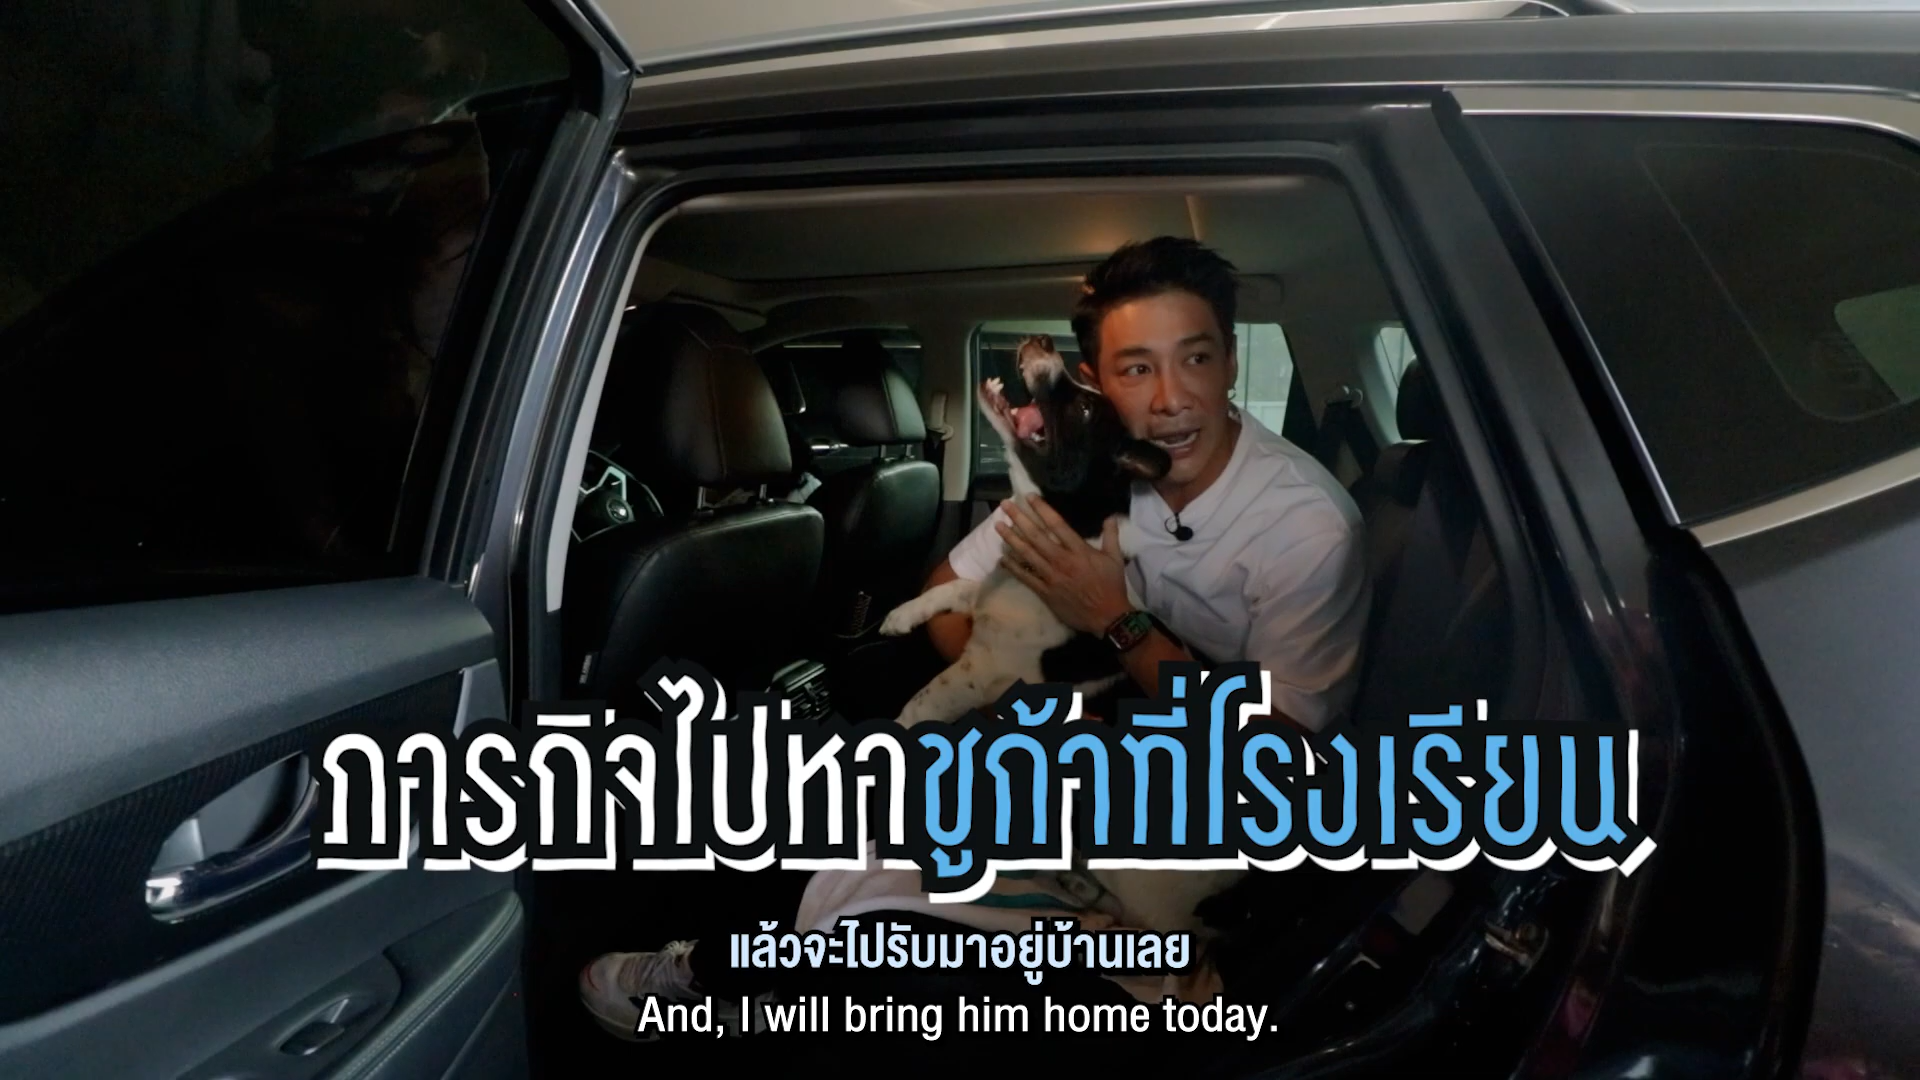 ภารกิจไปหาชูก้าที่โรงเรียน
แล้วจะไปรับมาอยู่บ้านเลย
And, I will bring him home today.